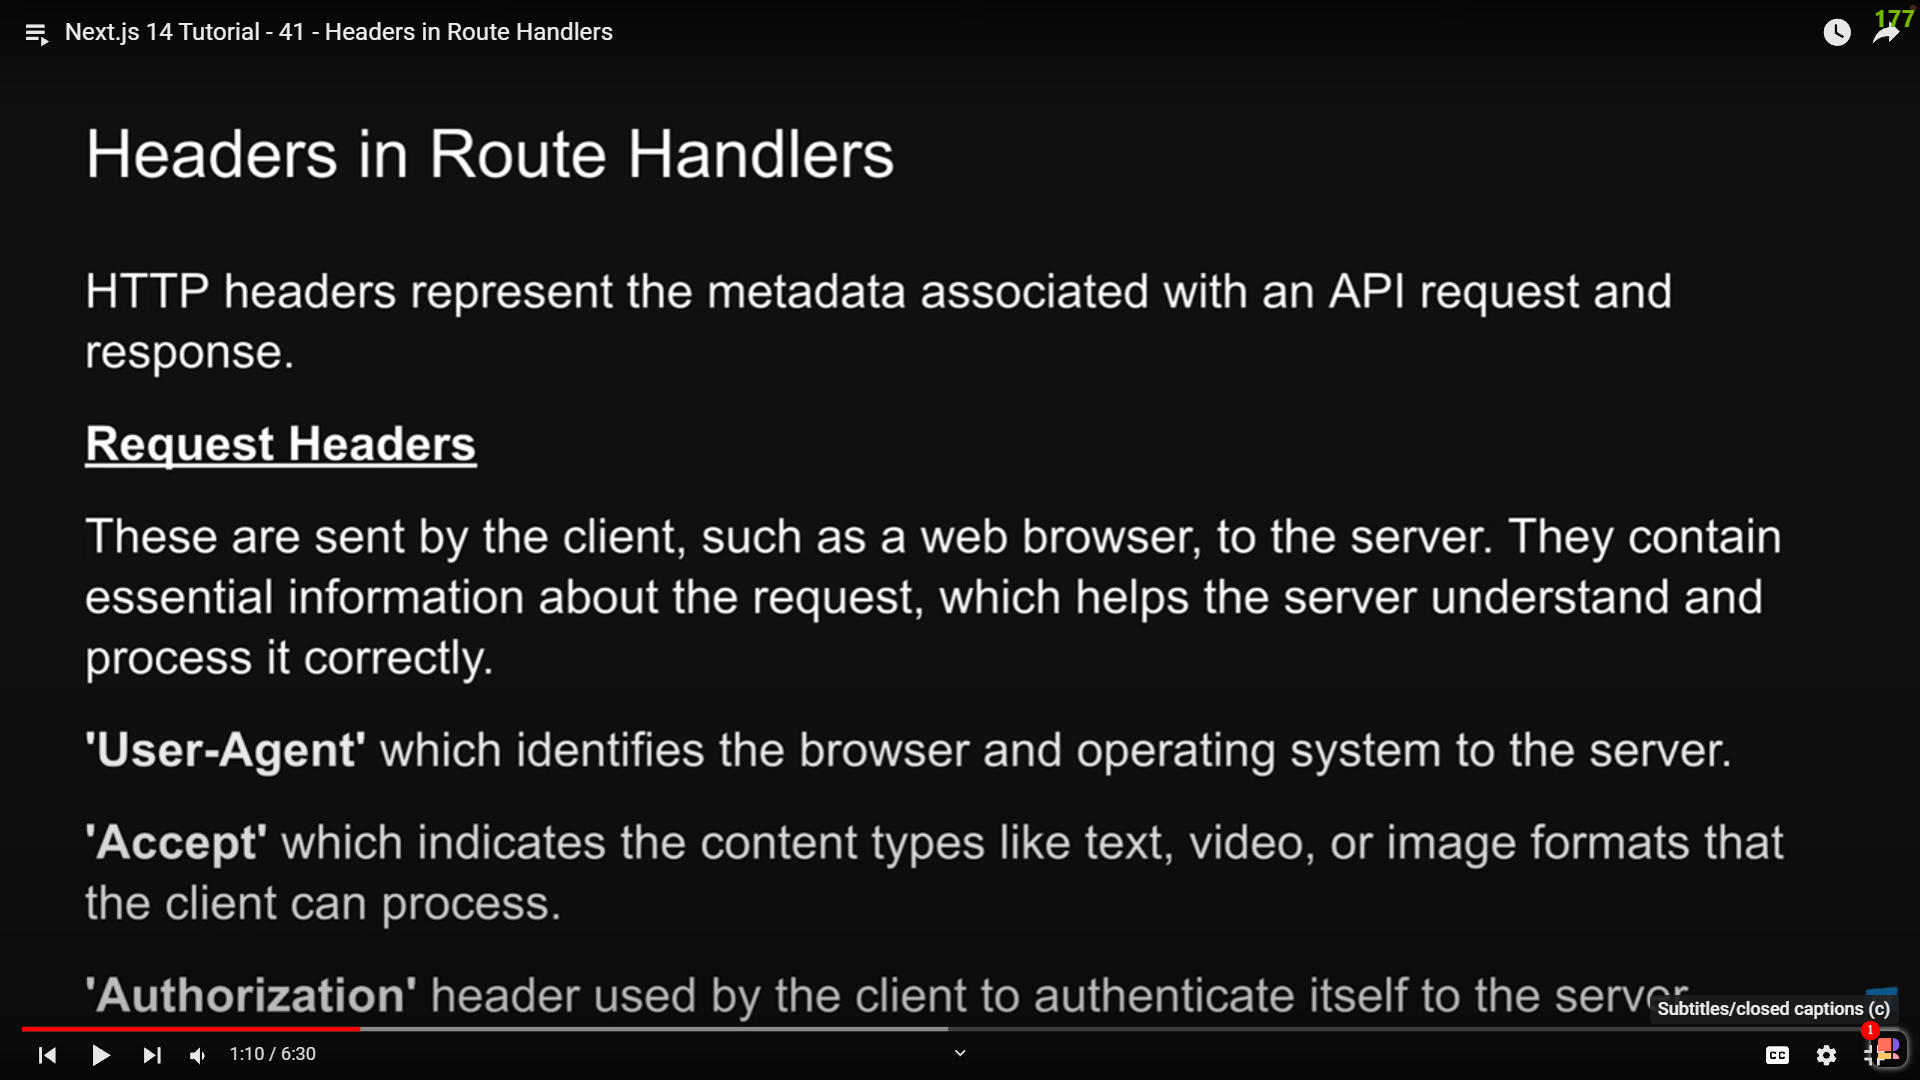 Next.js 14 Tutorial - 41 - Headers in Route Handlers
177
Headers in Route Handlers
HTTP headers represent the metadata associated with an API request and
response.
Request Headers
These are sent by the client, such as a web browser, to the server. They contain
essential information about the request, which helps the server understand and
process it correctly.
'User-Agent' which identifies the browser and operating system to the server.
'Accept' which indicates the content types like text, video, or image formats that
the client can process.
'Authorization' header used by the client to authenticate itself to the server
Subtitles/closed captions (c)
1
1:10 / 6:30
CC